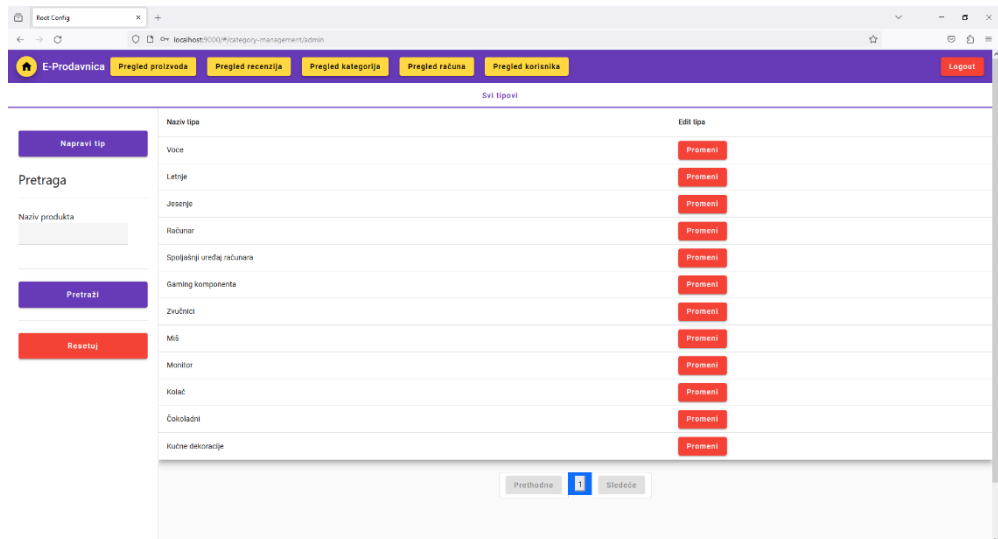 Root Config
localhost:3000/#/category-management/admin
E-Prodavnica Pregled proizvoda Pregled recenzija Pregled kategorija Pregled računa Pregled korisnika Logout
Svi tipovi
Napravi tip
Pretraga
Naziv produkta
Pretraži
Resetuj
Naziv tipa Edit tipa
Voce Promeni
Letnje Promeni
Jesenje Promeni
Računar Promeni
Spoljašnji uređaj računara Promeni
Gaming komponenta Promeni
Zvučnici Promeni
Miš Promeni
Monitor Promeni
Kolač Promeni
Čokoladni Promeni
Kućne dekoracije Promeni
Prethodno 1 Sledeće